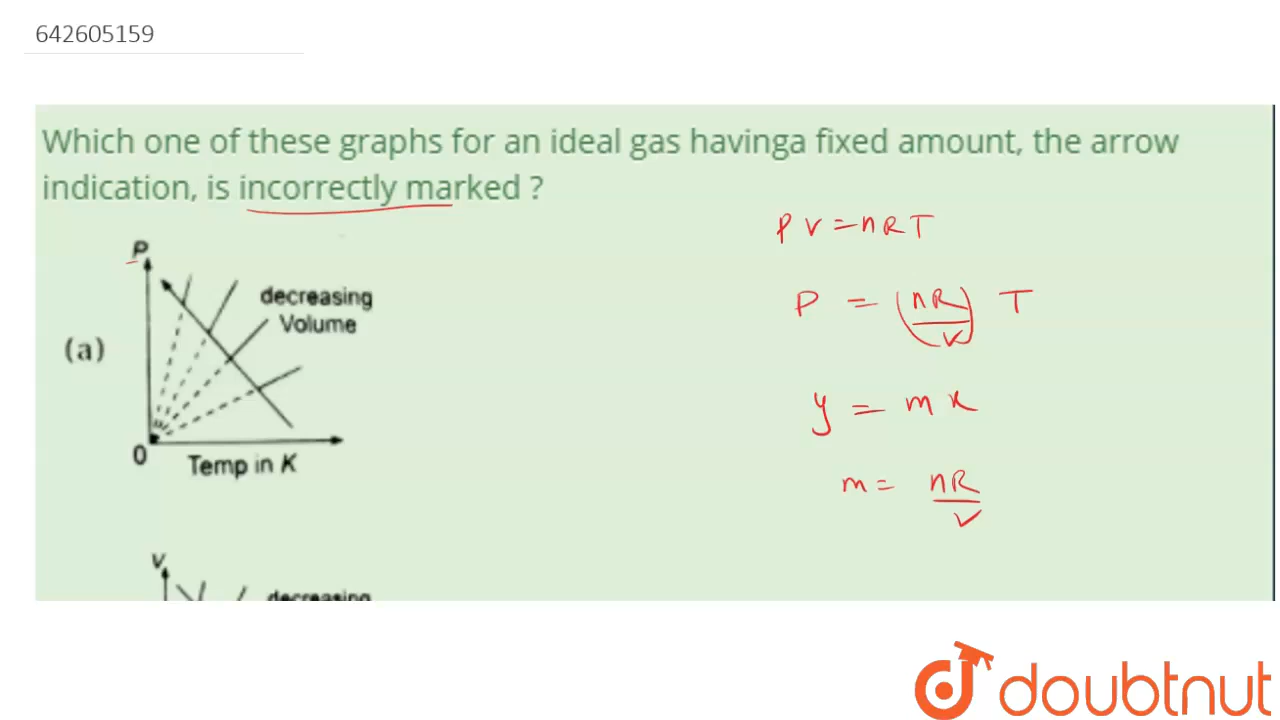 642605159
Which one of these graphs for an ideal gas havinga fixed amount, the arrow
indication, is incorrectly marked ?
PV=nRT
P
decreasing
Volume
P = (nR/V) T
(a)
y = mx
0
Temp in K
m = nR/V
V
decreasing
doubtnut